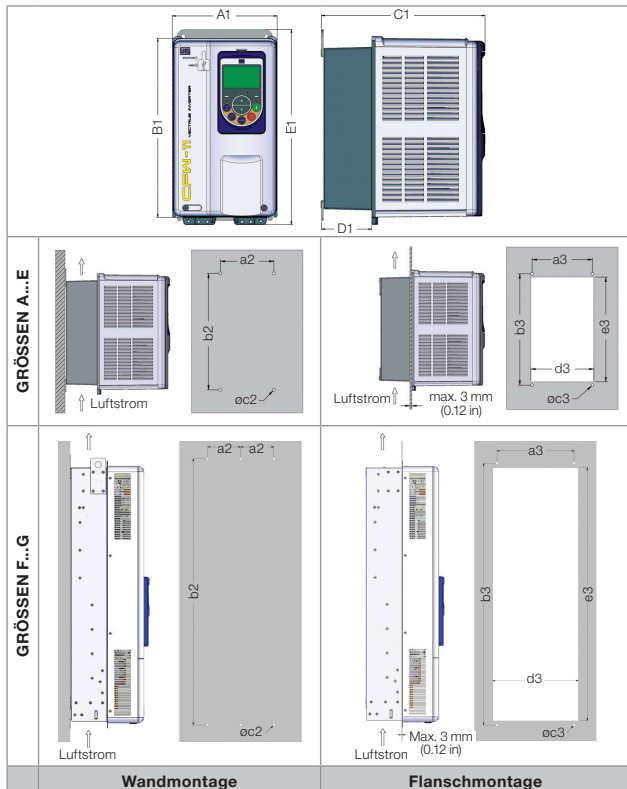 A1
C1
B1
E1
CFW-11 VECTRUE INVERTER
D1
GRÖSSEN A...E
a2
b2
øc2
Luftstrom
a3
b3
e3
d3
øc3
Luftstrom
max. 3 mm
(0.12 in)
GRÖSSEN F...G
a2
a2
b2
øc2
Luftstrom
a3
b3
e3
d3
øc3
Max. 3 mm
(0.12 in)
Luftstron
Wandmontage
Flanschmontage